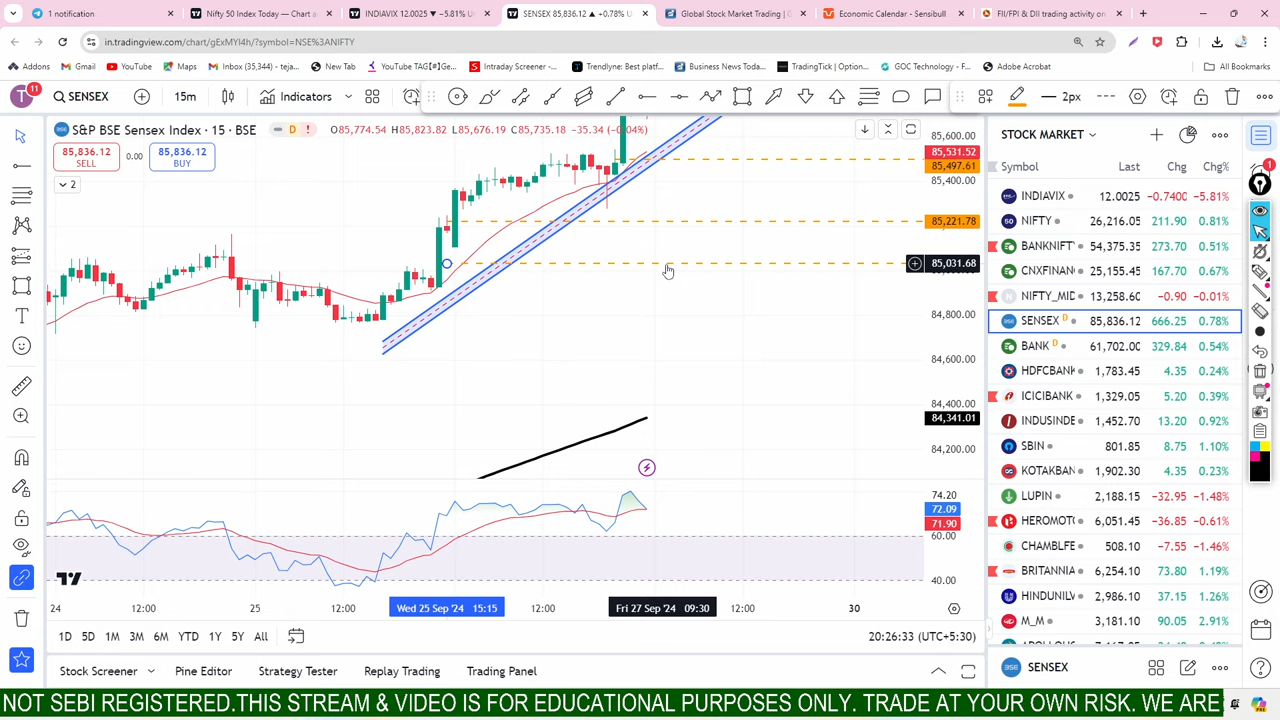 1 notification
Nifty 50 Index Today — Chart a
INDIAVIX 12.0025 ▼ −5.81% U
SENSEX 85,836.12 ▲ +0.78% U
Global Stock Market Trading | G
Economic Calendar - Sensibull
FII/FPI & DII trading activity on
in.tradingview.com/chart/gExMYl4h/?symbol=NSE%3ANIFTY
Addons
Gmail
YouTube
Maps
Inbox (35,344) - teja...
New Tab
YouTube TAG【#】Ge...
Intraday Screener -...
Trendlyne: Best platf...
Business News Today...
TradingTick | Option...
GOC Technology - F...
Adobe Acrobat
All Bookmarks
T
11
SENSEX
15m
Indicators
2px
S&P BSE Sensex Index · 15 · BSE
D
O85,774.54 H85,823.82 L85,676.19 C85,735.18 −35.34 (−0.04%)
85,836.12
SELL
0.00
85,836.12
BUY
2
85,600.00
85,531.52
85,497.61
85,400.00
85,221.78
85,031.68
84,800.00
84,600.00
84,400.00
84,341.01
84,200.00
74.20
72.09
71.90
60.00
40.00
24
12:00
25
12:00
Wed 25 Sep '24 15:15
12:00
Fri 27 Sep '24 09:30
12:00
30
1D 5D 1M 3M 6M YTD 1Y 5Y All
20:26:33 (UTC+5:30)
Stock Screener
Pine Editor
Strategy Tester
Replay Trading
Trading Panel
STOCK MARKET
Symbol Last Chg Chg%
INDIAVIX 12.0025 −0.7400 −5.81%
NIFTY 26,216.05 211.90 0.81%
BANKNIFTY 54,375.35 273.70 0.51%
CNXFINANC 25,155.45 167.70 0.67%
NIFTY_MID 13,258.60 −0.90 −0.01%
SENSEX D 85,836.12 666.25 0.78%
BANK D 61,702.00 329.84 0.54%
HDFCBANK 1,783.45 4.35 0.24%
ICICIBANK 1,329.05 5.20 0.39%
INDUSINDB 1,452.70 13.20 0.92%
SBIN 801.85 8.75 1.10%
KOTAKBAN 1,902.30 4.35 0.23%
LUPIN 2,188.15 −32.95 −1.48%
HEROMOTO 6,051.45 −36.85 −0.61%
CHAMBLFE 508.10 −7.55 −1.46%
BRITANNIA 6,254.10 73.80 1.19%
HINDUNIL 2,986.10 37.15 1.26%
M_M 3,181.10 90.05 2.91%
SENSEX
1
NOT SEBI REGISTERED.THIS STREAM & VIDEO IS FOR EDUCATIONAL PURPOSES ONLY. TRADE AT YOUR OWN RISK. WE ARE